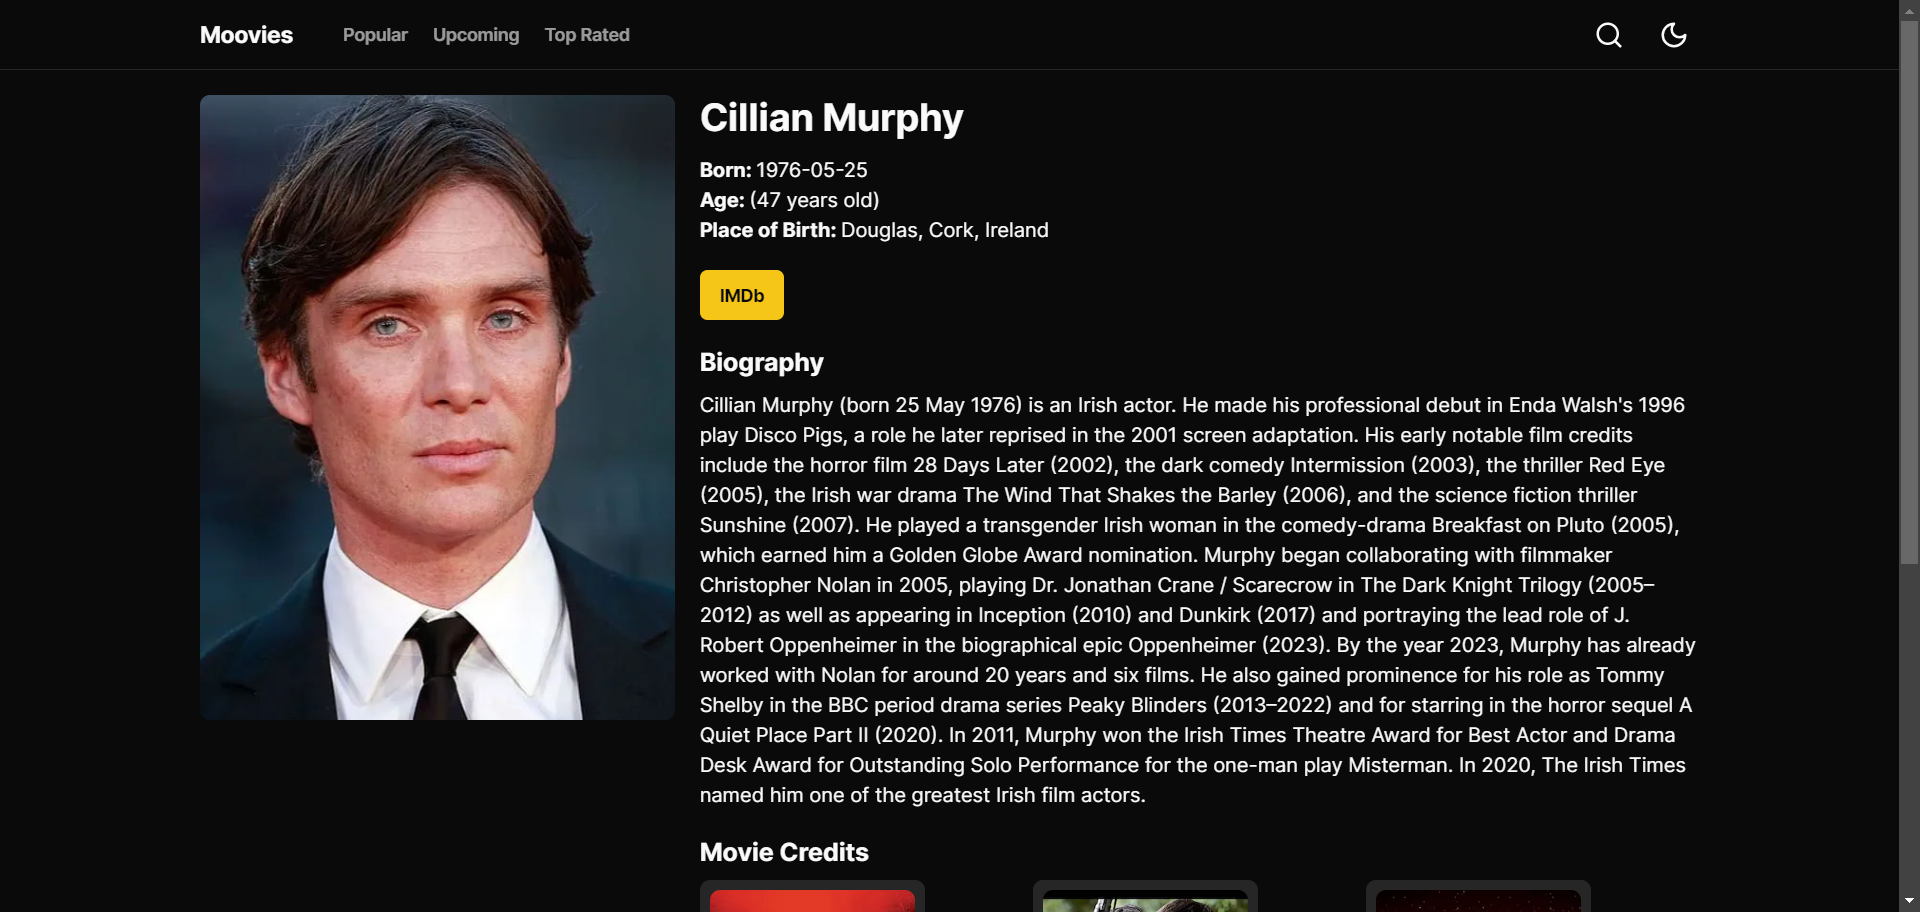 Moovies Popular Upcoming Top Rated
Cillian Murphy
Born: 1976-05-25
Age: (47 years old)
Place of Birth: Douglas, Cork, Ireland
IMDb
Biography
Cillian Murphy (born 25 May 1976) is an Irish actor. He made his professional debut in Enda Walsh's 1996
play Disco Pigs, a role he later reprised in the 2001 screen adaptation. His early notable film credits
include the horror film 28 Days Later (2002), the dark comedy Intermission (2003), the thriller Red Eye
(2005), the Irish war drama The Wind That Shakes the Barley (2006), and the science fiction thriller
Sunshine (2007). He played a transgender Irish woman in the comedy-drama Breakfast on Pluto (2005),
which earned him a Golden Globe Award nomination. Murphy began collaborating with filmmaker
Christopher Nolan in 2005, playing Dr. Jonathan Crane / Scarecrow in The Dark Knight Trilogy (2005–
2012) as well as appearing in Inception (2010) and Dunkirk (2017) and portraying the lead role of J.
Robert Oppenheimer in the biographical epic Oppenheimer (2023). By the year 2023, Murphy has already
worked with Nolan for around 20 years and six films. He also gained prominence for his role as Tommy
Shelby in the BBC period drama series Peaky Blinders (2013–2022) and for starring in the horror sequel A
Quiet Place Part II (2020). In 2011, Murphy won the Irish Times Theatre Award for Best Actor and Drama
Desk Award for Outstanding Solo Performance for the one-man play Misterman. In 2020, The Irish Times
named him one of the greatest Irish film actors.
Movie Credits